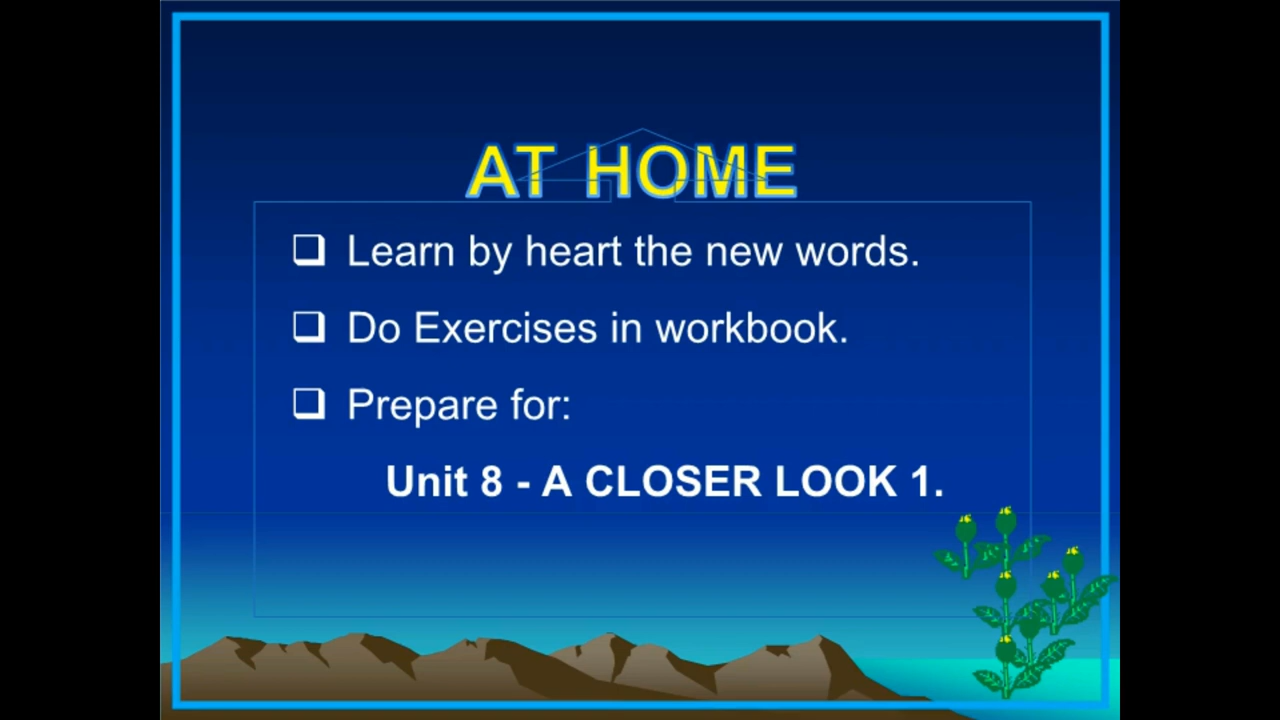 AT HOME
❑ Learn by heart the new words.
❑ Do Exercises in workbook.
❑ Prepare for:
Unit 8 - A CLOSER LOOK 1.